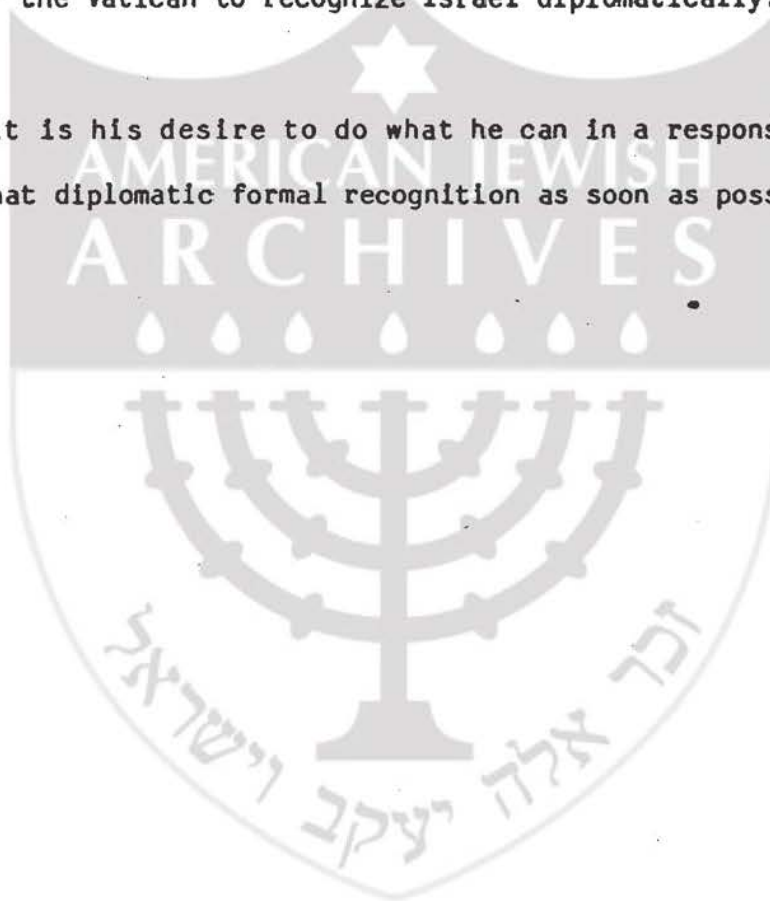 the Vatican to recognize Israel diplomatically.
it is his desire to do what he can in a respons
hat diplomatic formal recognition as soon as poss
AMERICAN JEWISH
ARCHIVES
זכר אלה יעקב וישראל